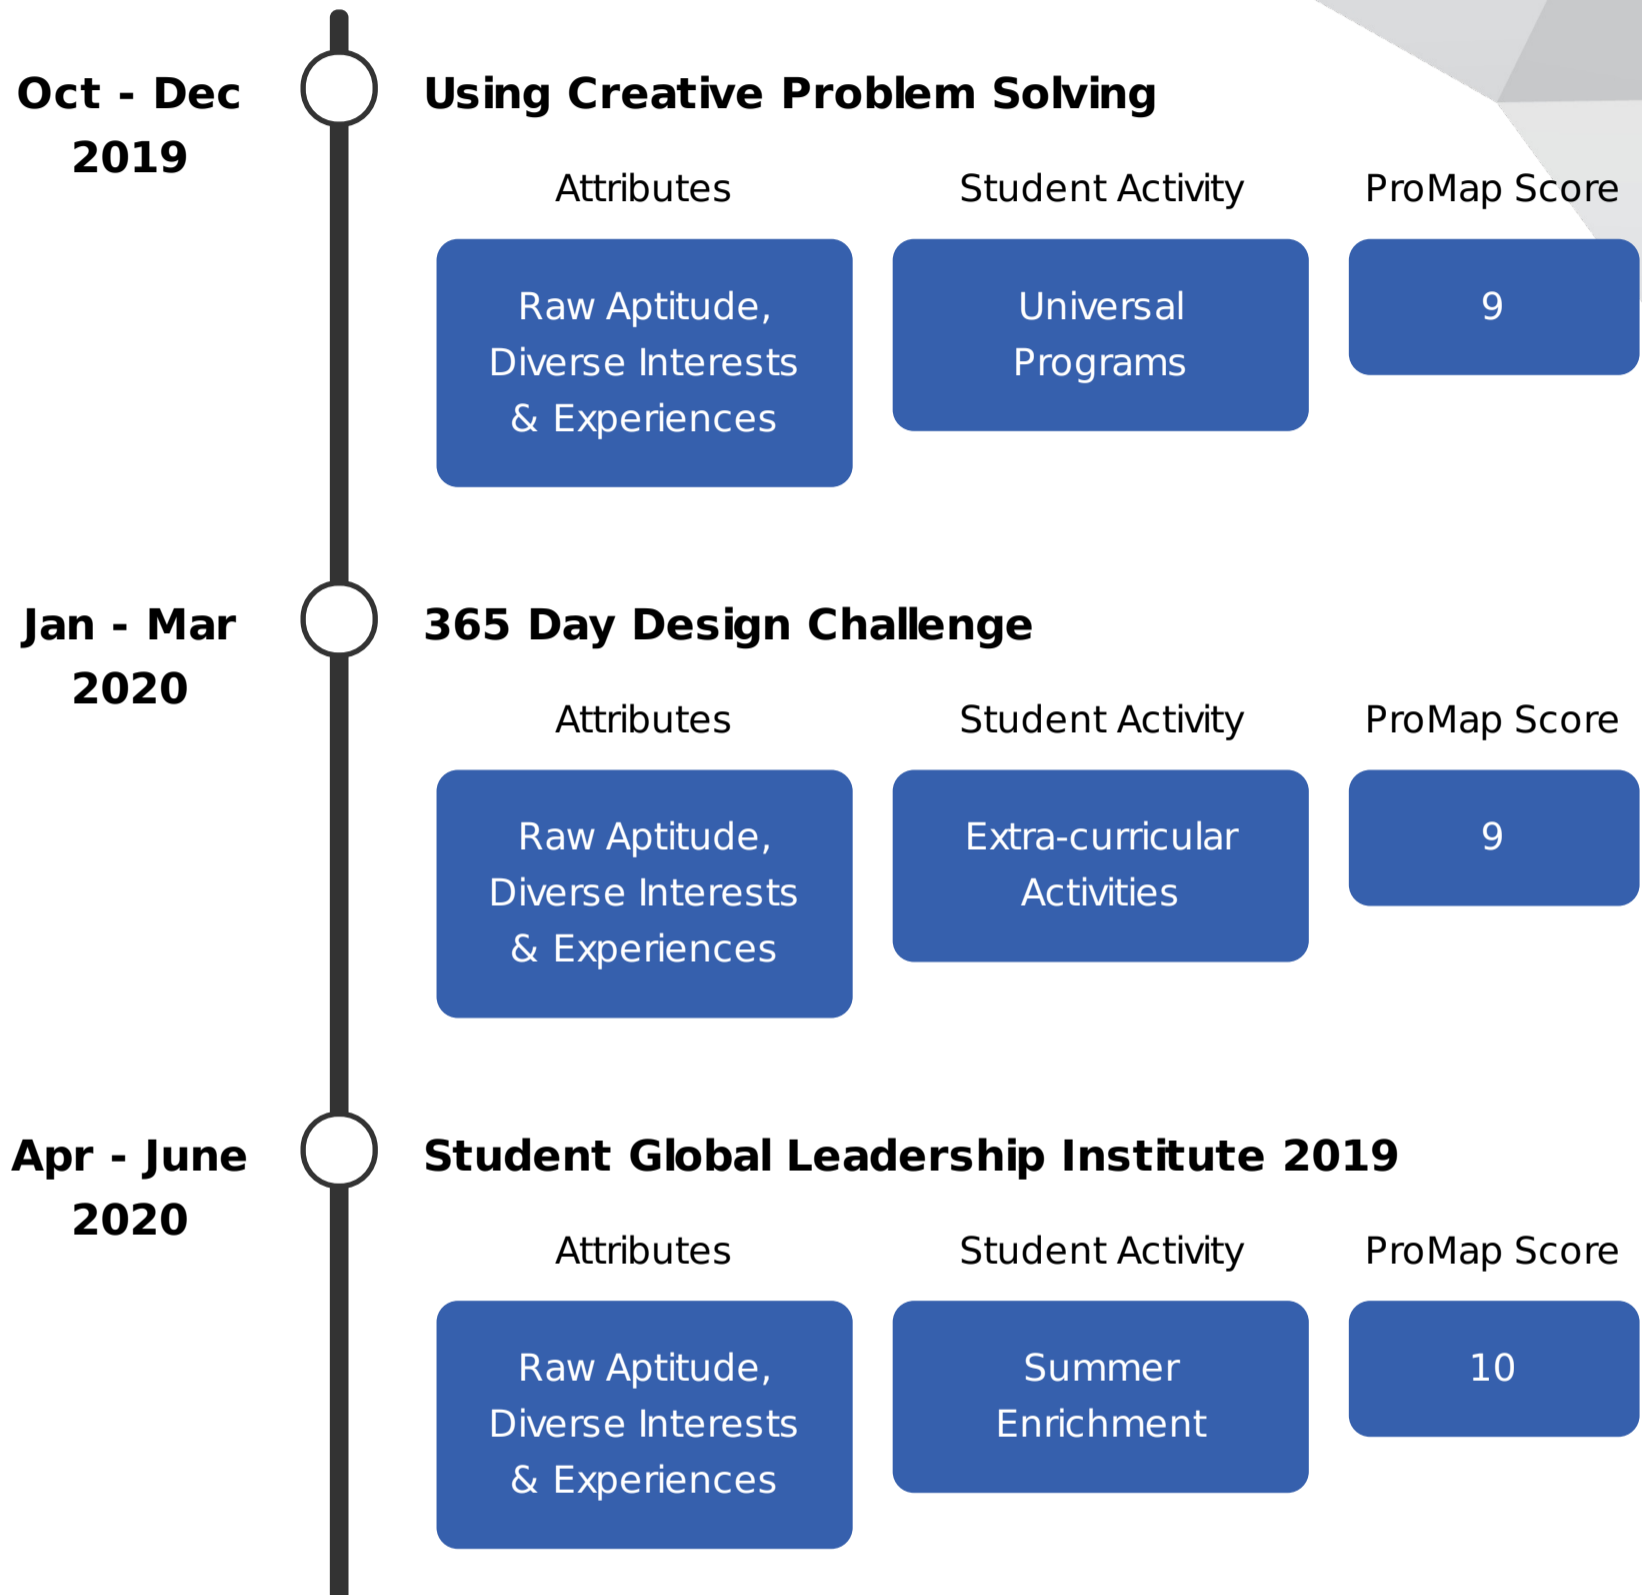 Oct - Dec
2019
Using Creative Problem Solving
Attributes
Student Activity
ProMap Score
Raw Aptitude,
Diverse Interests
& Experiences
Universal
Programs
9
Jan - Mar
2020
365 Day Design Challenge
Attributes
Student Activity
ProMap Score
Raw Aptitude,
Diverse Interests
& Experiences
Extra-curricular
Activities
9
Apr - June
2020
Student Global Leadership Institute 2019
Attributes
Student Activity
ProMap Score
Raw Aptitude,
Diverse Interests
& Experiences
Summer
Enrichment
10